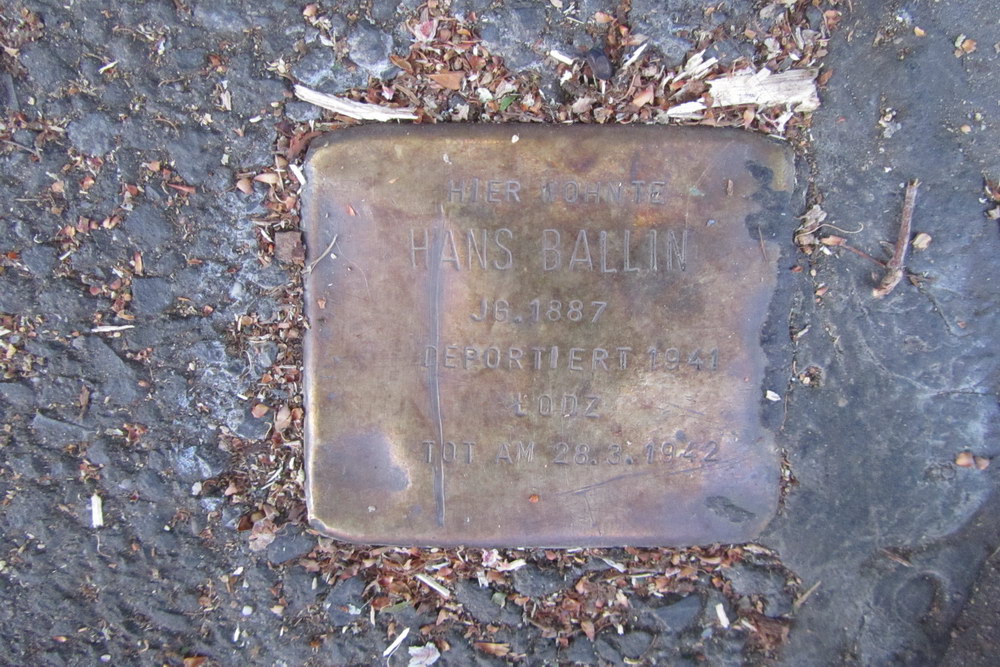 HIER WOHNTE
HANS BALLIN
JG. 1887
DEPORTIERT 1941
LODZ
TOT AM 28.3.1942